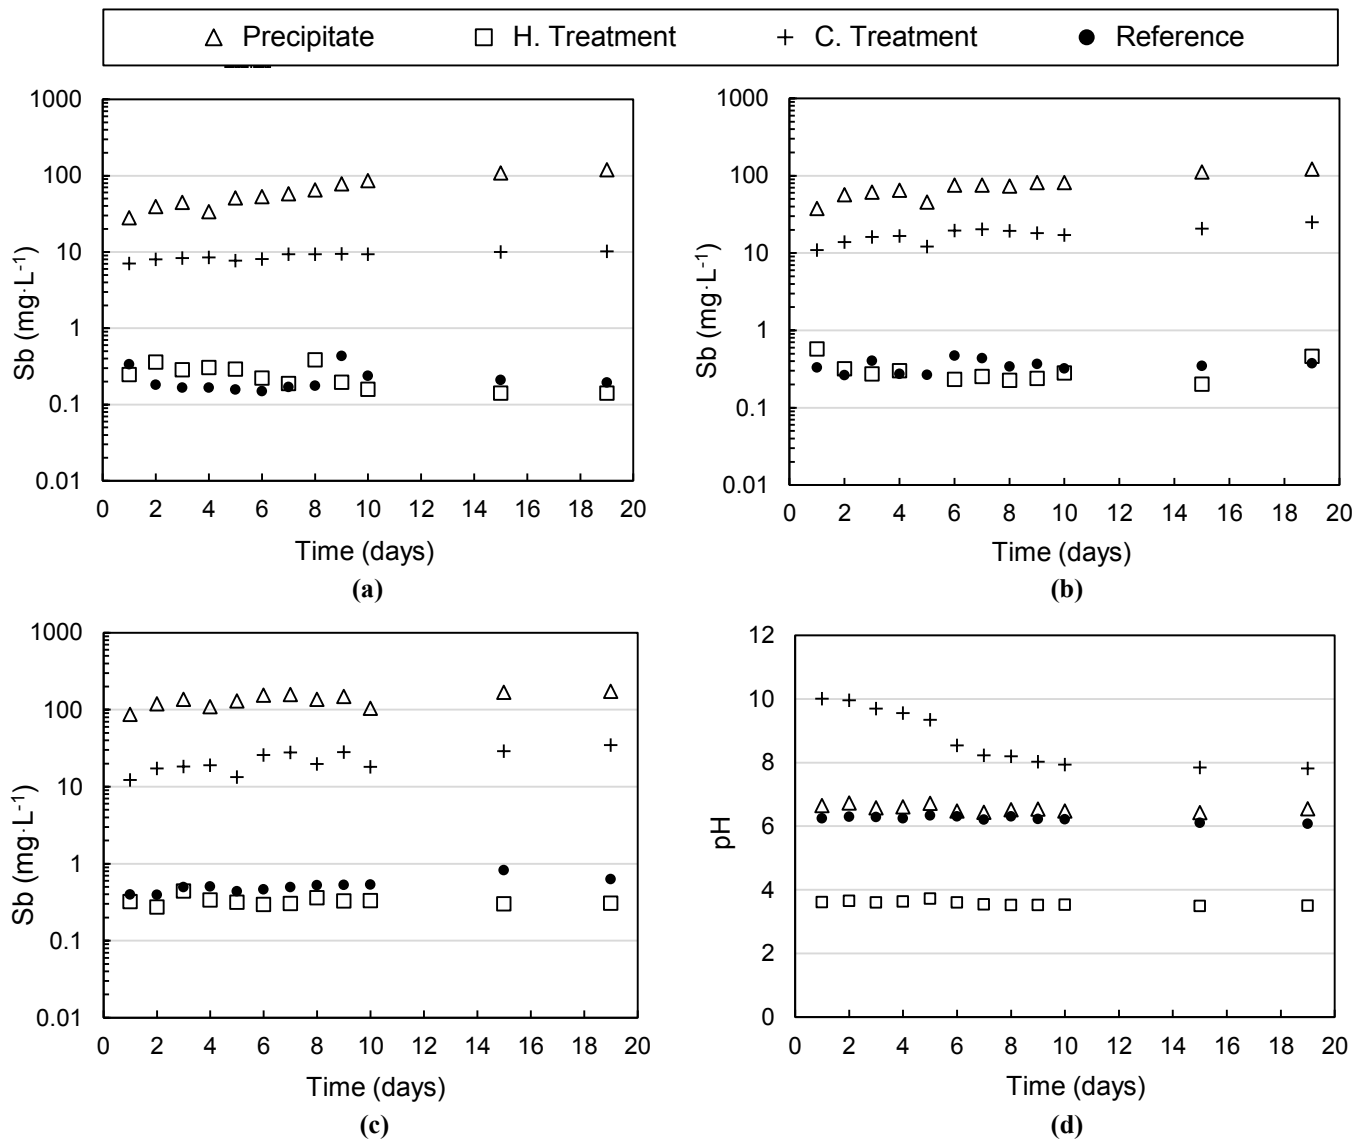 Precipitate H. Treatment C. Treatment Reference
1000
100
10
1
0.1
0.01
Sb (mg·L-1)
0 2 4 6 8 10 12 14 16 18 20
Time (days)
(a)
1000
100
10
1
0.1
0.01
Sb (mg·L-1)
0 2 4 6 8 10 12 14 16 18 20
Time (days)
(b)
1000
100
10
1
0.1
0.01
Sb (mg·L-1)
0 2 4 6 8 10 12 14 16 18 20
Time (days)
(c)
12
10
8
6
4
2
0
pH
0 2 4 6 8 10 12 14 16 18 20
Time (days)
(d)